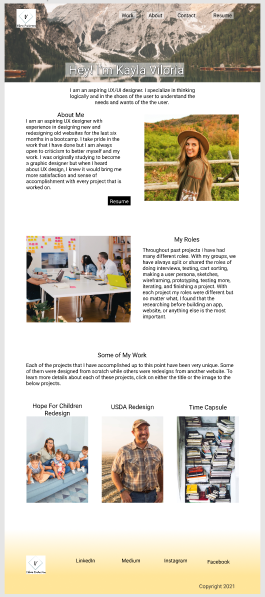 Work About Contact Resume
Hey! I'm Kayla Viloria
I am an aspiring UX/UI designer. I specialize in thinking
logically and in the shoes of the user to understand the
needs and wants of the the user.
About Me
I am an aspiring UX designer with
experience in designing new and
redesigning old websites for the last six
months in a bootcamp. I take pride in the
work that I have done but I am always
open to criticism to better myself and my
work. I was originally studying to become
a graphic designer but when I heard
about UX design, I knew it would bring me
more satisfaction and sense of
accomplishment with every project that is
worked on.
Resume
My Roles
Throughout past projects I have had
many different roles. With my groups, we
have always split or shared the roles of
doing interviews, testing, cart sorting,
making a user persona, sketches,
wireframing, prototyping, testing more,
iterating, and finishing a project. With
each project my roles were different but
no matter what, I found that the
researching before building an app,
website, or anything else is the most
important.
Some of My Work
Each of the projects that I have accomplished up to this point have been very unique. Some
of them were designed from scratch while others were redesigns from another website. To
learn more details about each of these projects, click on either the title or the image to the
below projects.
Hope For Children
Redesign
USDA Redesign
Time Capsule
LinkedIn Medium Instagram Facebook
Copyright 2021